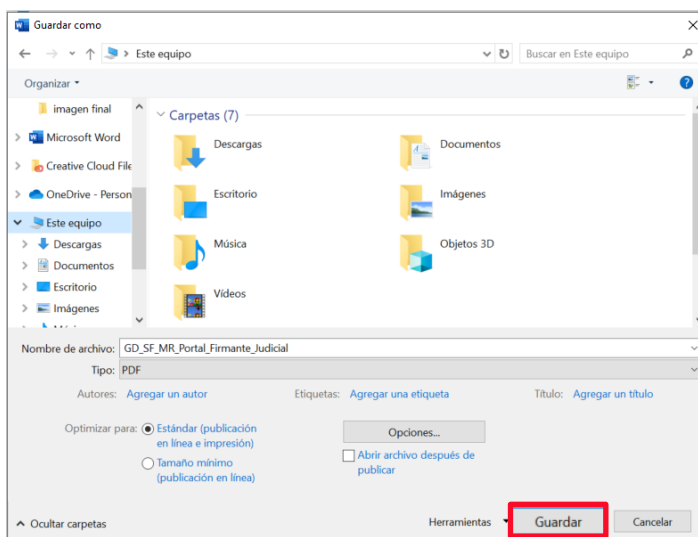 Guardar como
Este equipo
Buscar en Este equipo
Organizar
imagen final
Microsoft Word
Creative Cloud File
OneDrive - Person
Este equipo
Descargas
Documentos
Escritorio
Imágenes
Carpetas (7)
Descargas
Documentos
Escritorio
Imágenes
Música
Objetos 3D
Vídeos
Nombre de archivo: GD_SF_MR_Portal_Firmante_Judicial
Tipo: PDF
Autores: Agregar un autor
Etiquetas: Agregar una etiqueta
Título: Agregar un título
Optimizar para: Estándar (publicación
en línea e impresión)
Tamaño mínimo
(publicación en línea)
Opciones...
Abrir archivo después de
publicar
Ocultar carpetas
Herramientas
Guardar
Cancelar